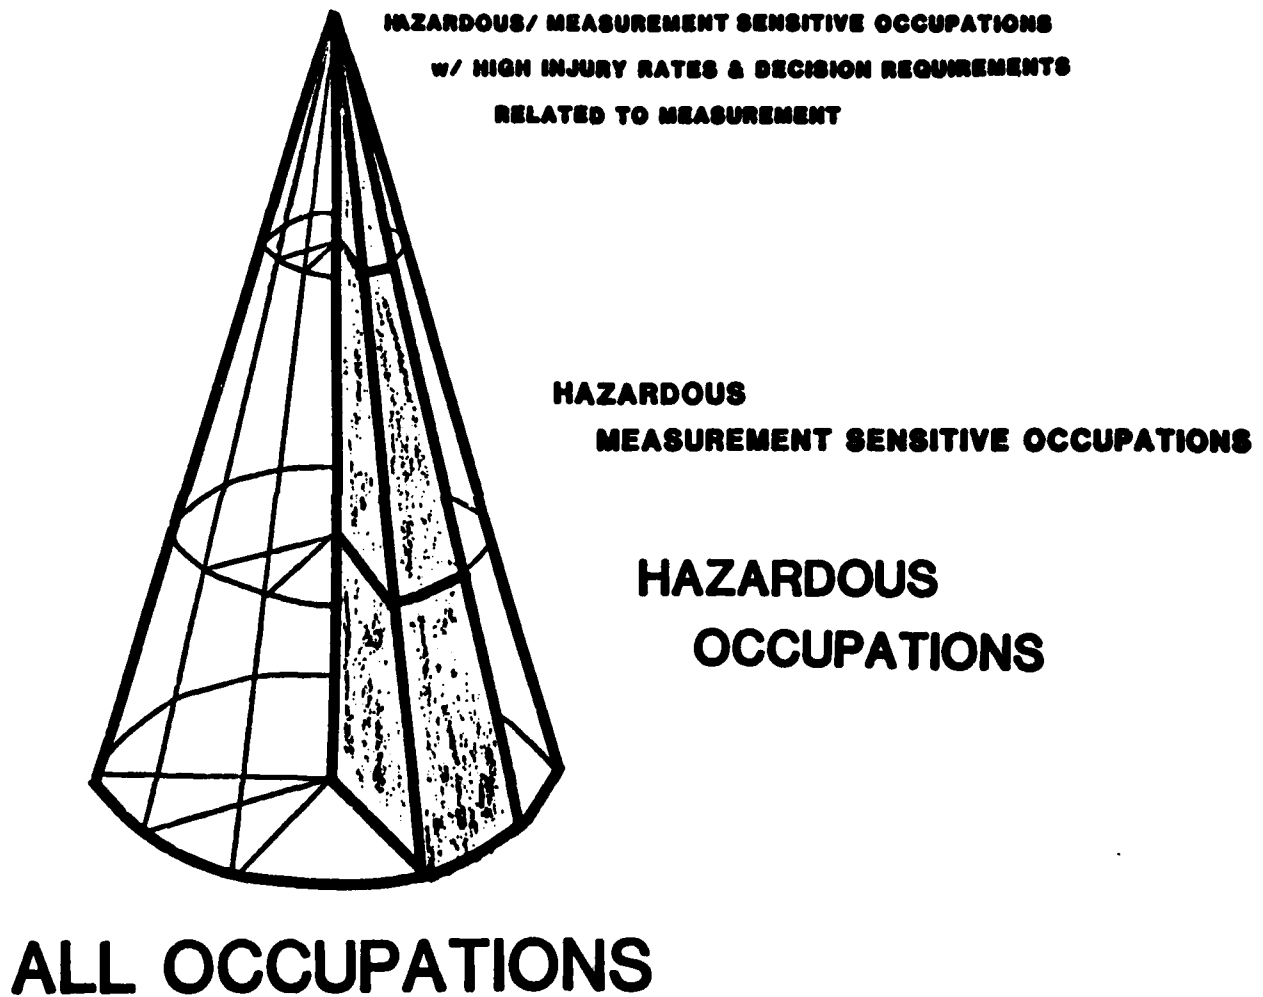 HAZARDOUS/ MEASUREMENT SENSITIVE OCCUPATIONS
w/ HIGH INJURY RATES & DECISION REQUIREMENTS
RELATED TO MEASUREMENT
HAZARDOUS
MEASUREMENT SENSITIVE OCCUPATIONS
HAZARDOUS
OCCUPATIONS
ALL OCCUPATIONS